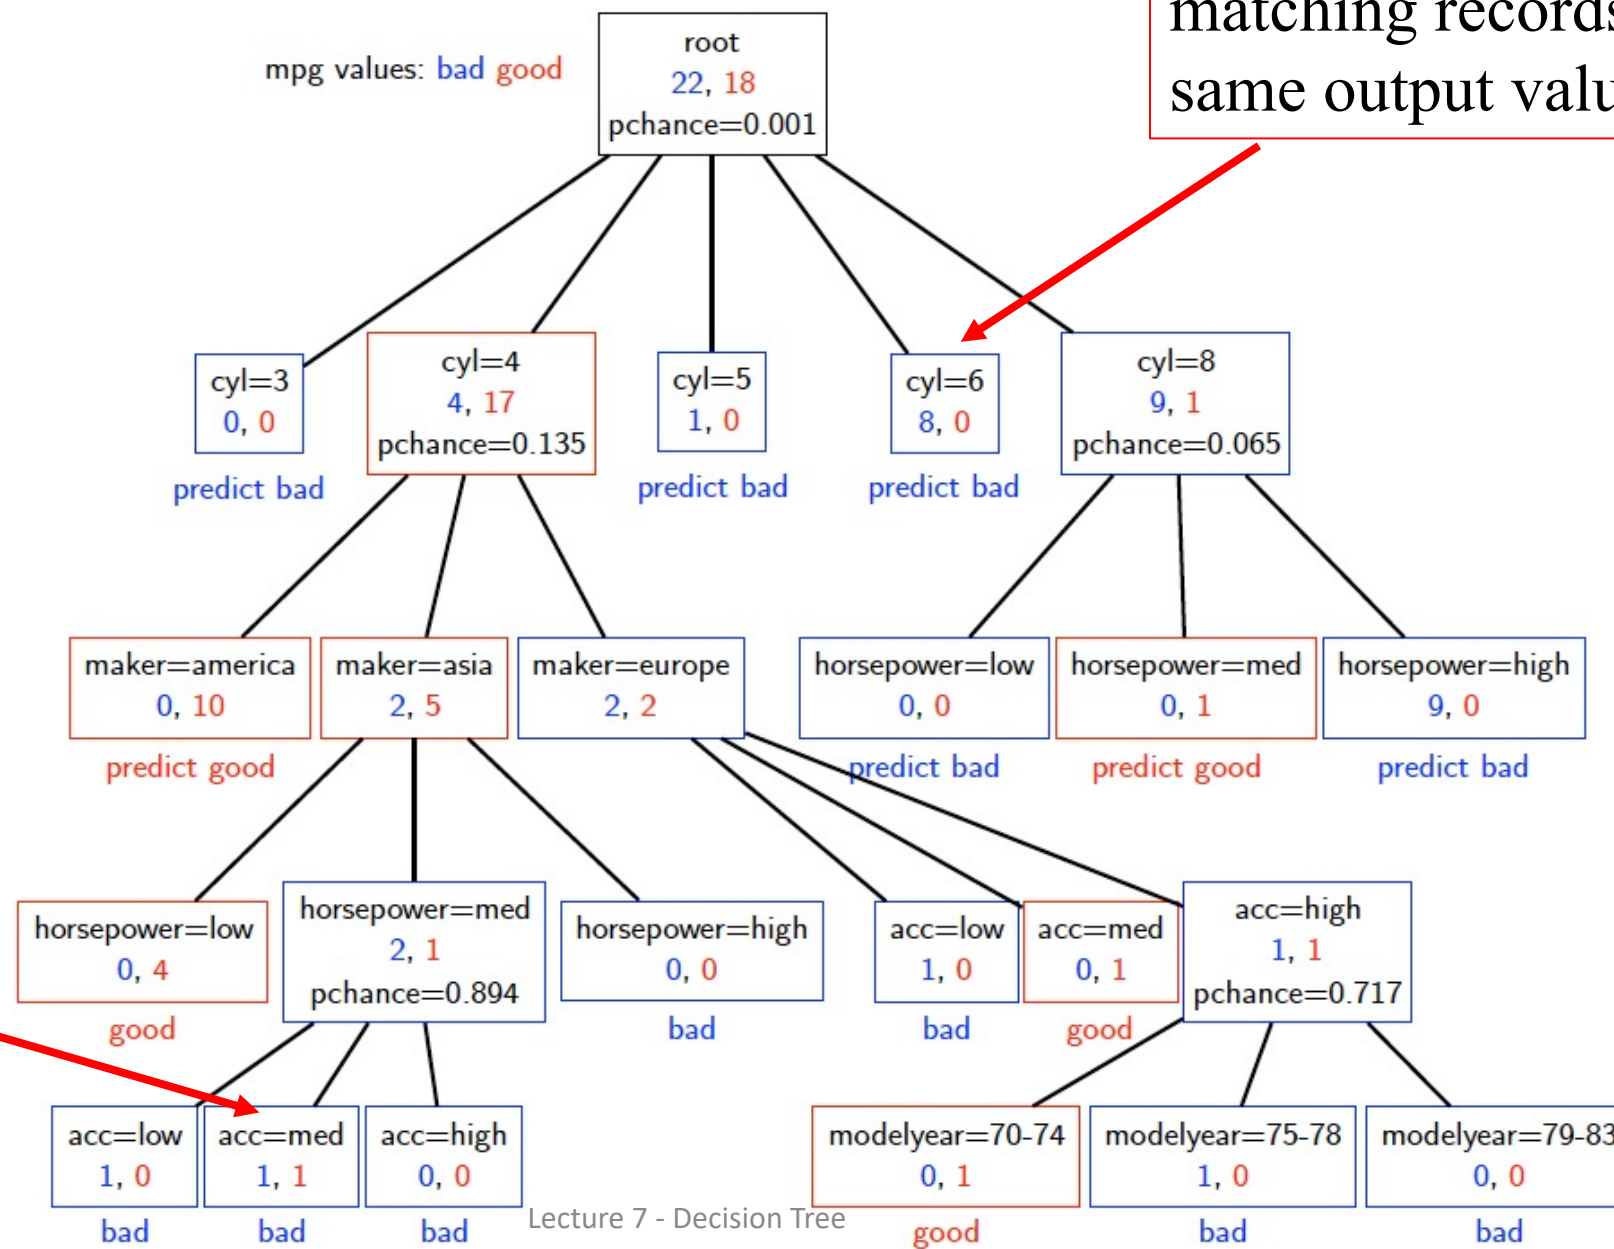 matching records
same output valu
mpg values: bad good
root
22, 18
pchance=0.001
cyl=3
0, 0
predict bad
cyl=4
4, 17
pchance=0.135
cyl=5
1, 0
predict bad
cyl=6
8, 0
predict bad
cyl=8
9, 1
pchance=0.065
maker=america
0, 10
predict good
maker=asia
2, 5
maker=europe
2, 2
horsepower=low
0, 0
predict bad
horsepower=med
0, 1
predict good
horsepower=high
9, 0
predict bad
horsepower=low
0, 4
good
horsepower=med
2, 1
pchance=0.894
horsepower=high
0, 0
bad
acc=low
1, 0
bad
acc=med
0, 1
good
acc=high
1, 1
pchance=0.717
acc=low
1, 0
bad
acc=med
1, 1
bad
acc=high
0, 0
bad
modelyear=70-74
0, 1
good
modelyear=75-78
1, 0
bad
modelyear=79-83
0, 0
bad
Lecture 7 - Decision Tree